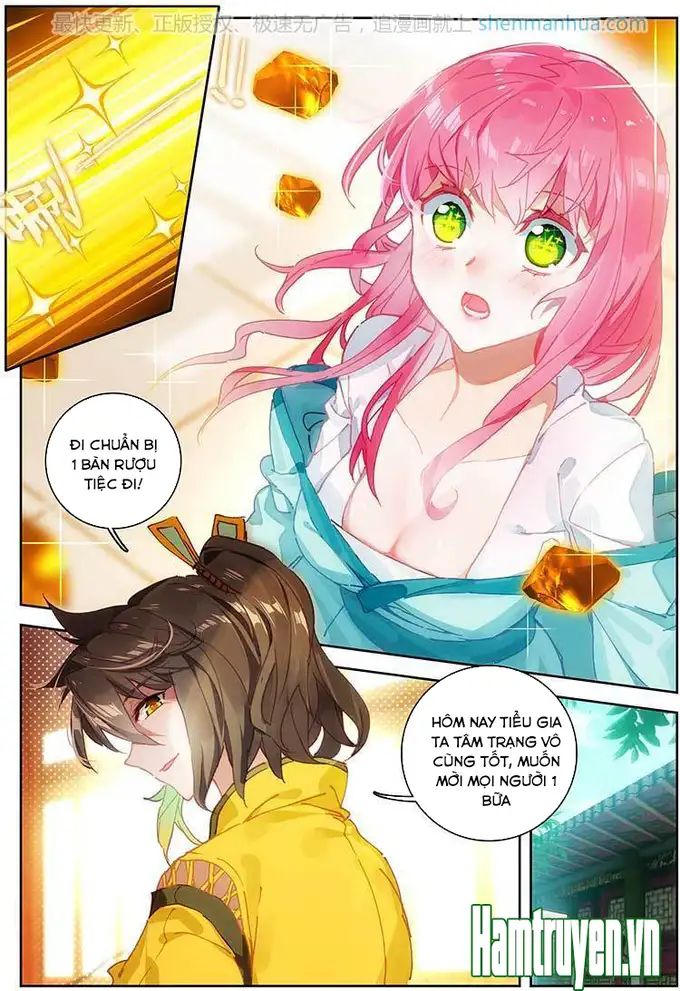 最快更新、正版授权、极速无广告，追漫画就上 shenmanhua.com
!!
ĐI CHUẨN BỊ
1 BÀN RƯỢU
TIỆC ĐI!
HÔM NAY TIỂU GIA
TA TÂM TRẠNG VÔ
CÙNG TỐT, MUỐN
MỜI MỌI NGƯỜI 1
BỮA
Hamtruyen.vn